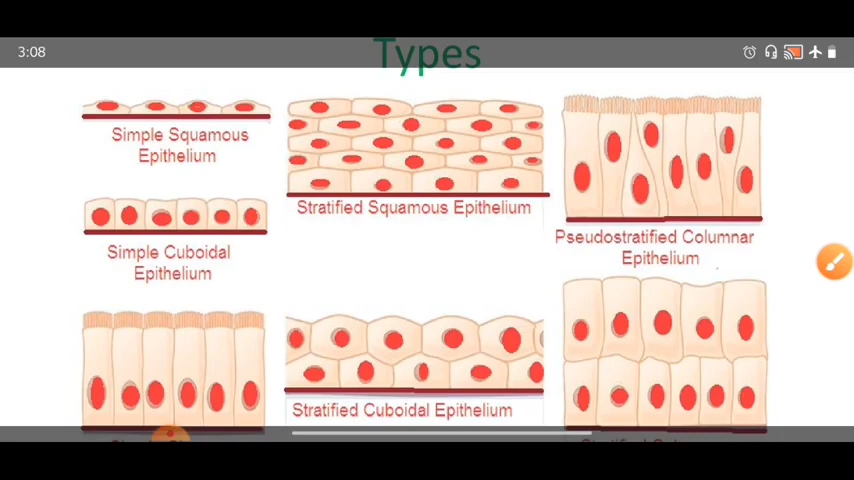 3:08
Types
Simple Squamous
Epithelium
Stratified Squamous Epithelium
Pseudostratified Columnar
Epithelium
Simple Cuboidal
Epithelium
Stratified Cuboidal Epithelium